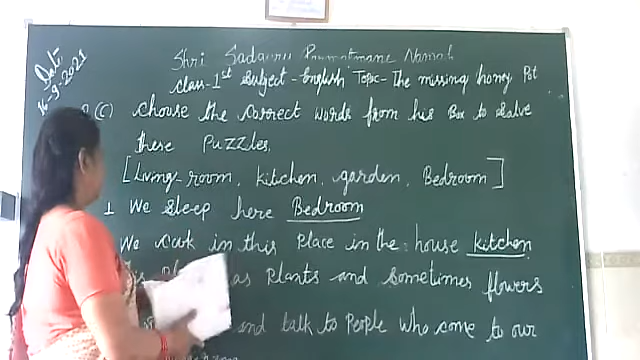 Shri Sadguru Parmatmane Namah
Date-
16-9-2021
Class-1st Subject-English Topic-The missing honey Pot
(C) Choose the correct words from his Box to solve
these Puzzles,
[Living-room, kitchen, garden, Bedroom]
1 We sleep here Bedroom
We cook in this Place in the house kitchen
has Plants and sometimes flowers
and talk to People who come to our